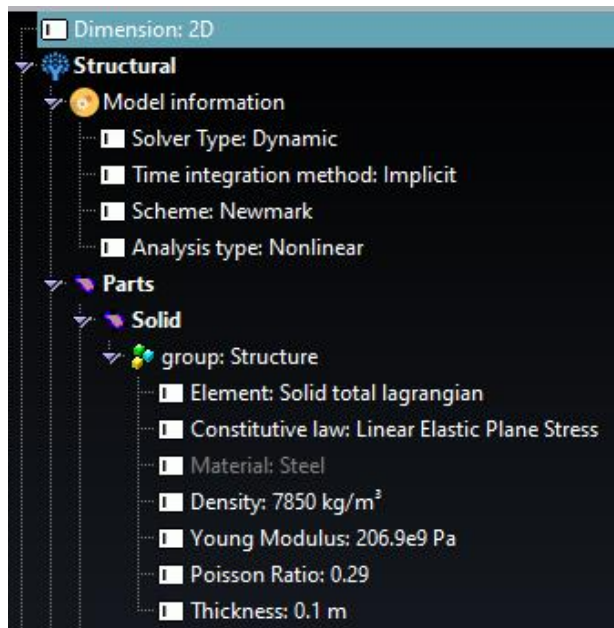 Dimension: 2D
Structural
Model information
Solver Type: Dynamic
Time integration method: Implicit
Scheme: Newmark
Analysis type: Nonlinear
Parts
Solid
group: Structure
Element: Solid total lagrangian
Constitutive law: Linear Elastic Plane Stress
Material: Steel
Density: 7850 kg/m³
Young Modulus: 206.9e9 Pa
Poisson Ratio: 0.29
Thickness: 0.1 m